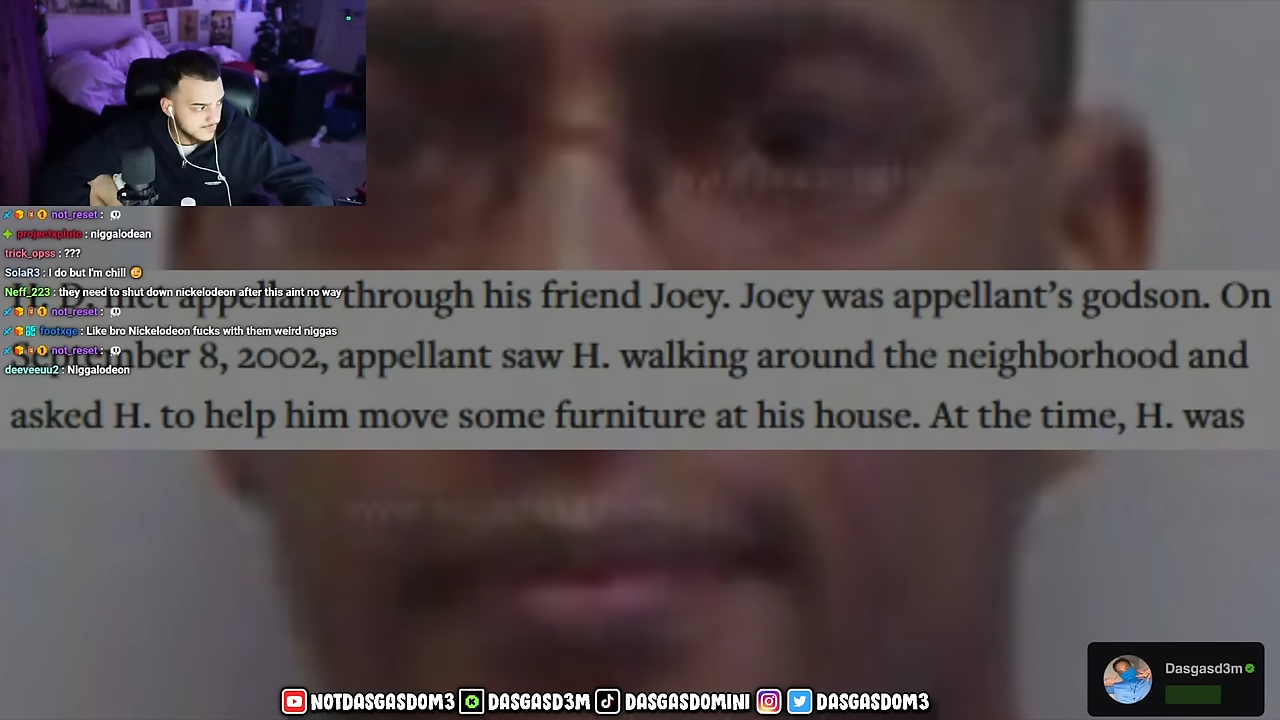 not_reset :
projectxpluto : niggalodean
trick_opss : ???
SolaR3 : I do but I'm chill 😊
Neff_223 : they need to shut down nickelodeon after this aint no way
not_reset :
footxge : Like bro Nickelodeon fucks with them weird niggas
not_reset :
deeveeuu2 : NIggalodeon
met appellant through his friend Joey. Joey was appellant’s godson. On
September 8, 2002, appellant saw H. walking around the neighborhood and
asked H. to help him move some furniture at his house. At the time, H. was
Dasgasd3m
NOTDASGASDOM3 DASGASD3M DASGASDOMINI DASGASDOM3